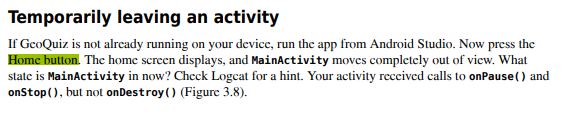 Temporarily leaving an activity
If GeoQuiz is not already running on your device, run the app from Android Studio. Now press the
Home button. The home screen displays, and MainActivity moves completely out of view. What
state is MainActivity in now? Check Logcat for a hint. Your activity received calls to onPause() and
onStop(), but not onDestroy() (Figure 3.8).